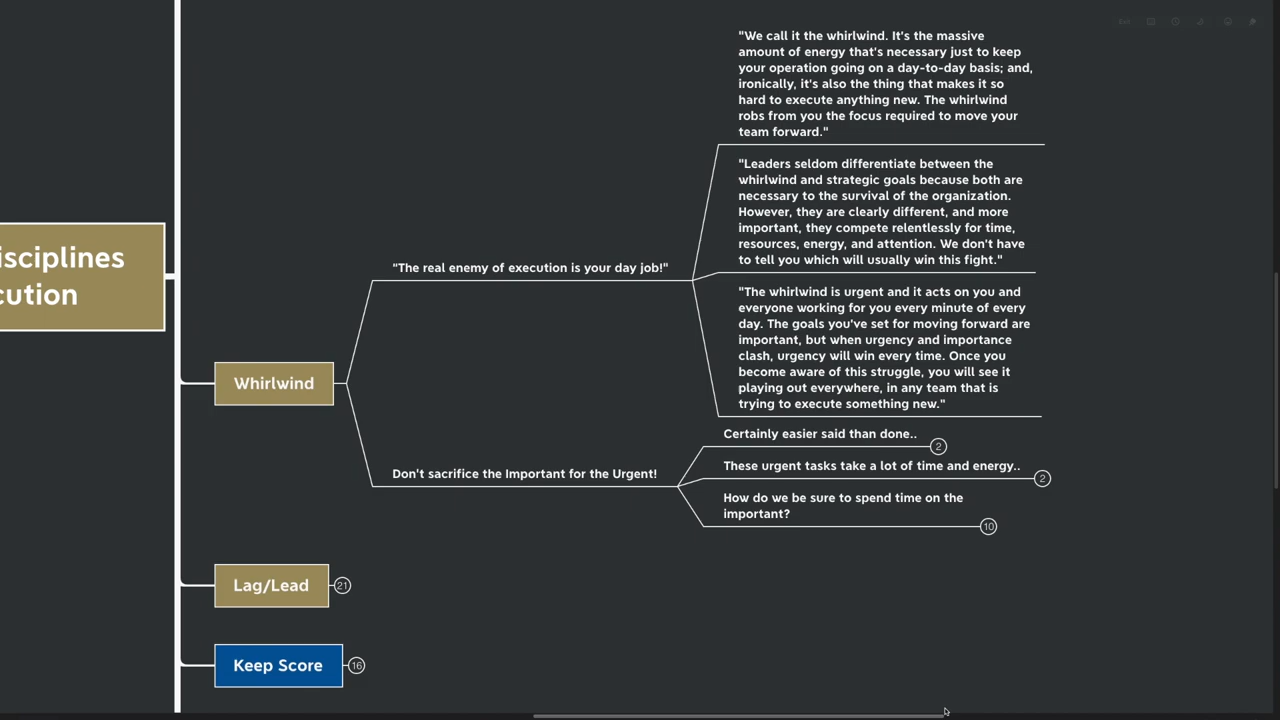 "We call it the whirlwind. It's the massive
amount of energy that's necessary just to keep
your operation going on a day-to-day basis; and,
ironically, it's also the thing that makes it so
hard to execute anything new. The whirlwind
robs from you the focus required to move your
team forward."
"Leaders seldom differentiate between the
whirlwind and strategic goals because both are
necessary to the survival of the organization.
However, they are clearly different, and more
important, they compete relentlessly for time,
resources, energy, and attention. We don't have
to tell you which will usually win this fight."
isciplines
cution
"The real enemy of execution is your day job!"
"The whirlwind is urgent and it acts on you and
everyone working for you every minute of every
day. The goals you've set for moving forward are
important, but when urgency and importance
clash, urgency will win every time. Once you
become aware of this struggle, you will see it
playing out everywhere, in any team that is
trying to execute something new."
Whirlwind
Don't sacrifice the Important for the Urgent!
Certainly easier said than done..
2
These urgent tasks take a lot of time and energy..
2
How do we be sure to spend time on the
important?
10
Lag/Lead
21
Keep Score
16